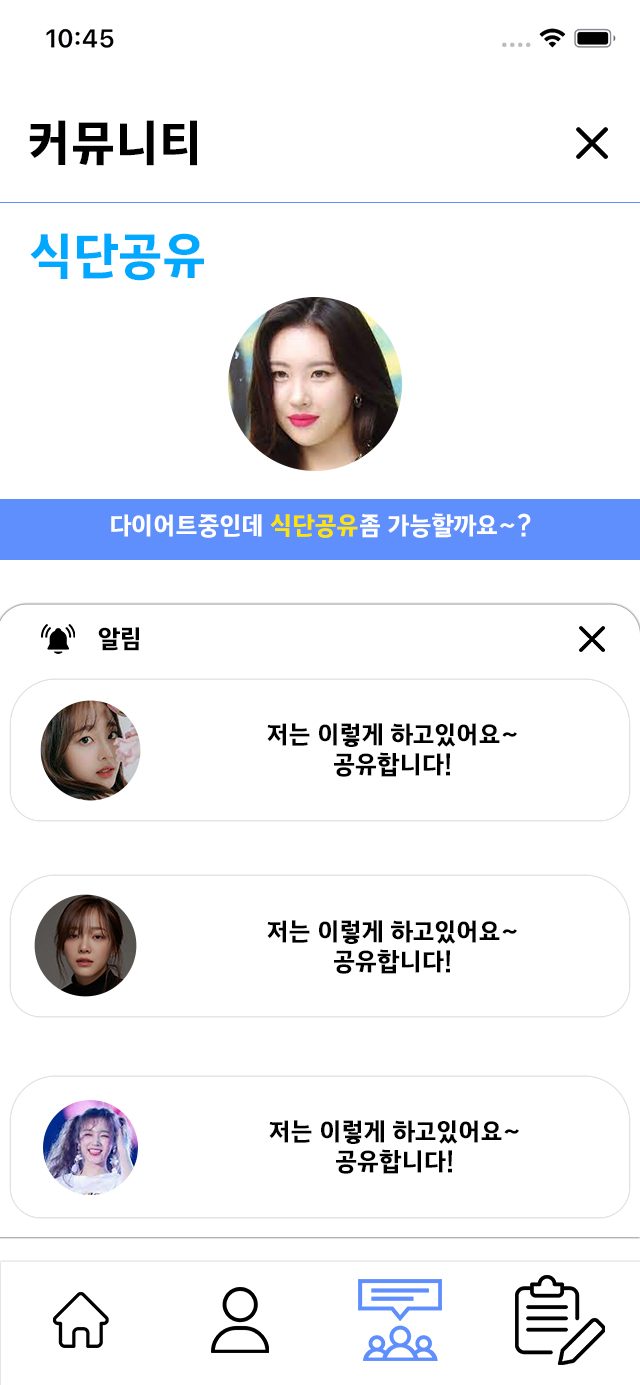 10:45
커뮤니티
식단공유
다이어트중인데 식단공유좀 가능할까요~?
알림
저는 이렇게 하고있어요~
공유합니다!
저는 이렇게 하고있어요~
공유합니다!
저는 이렇게 하고있어요~
공유합니다!